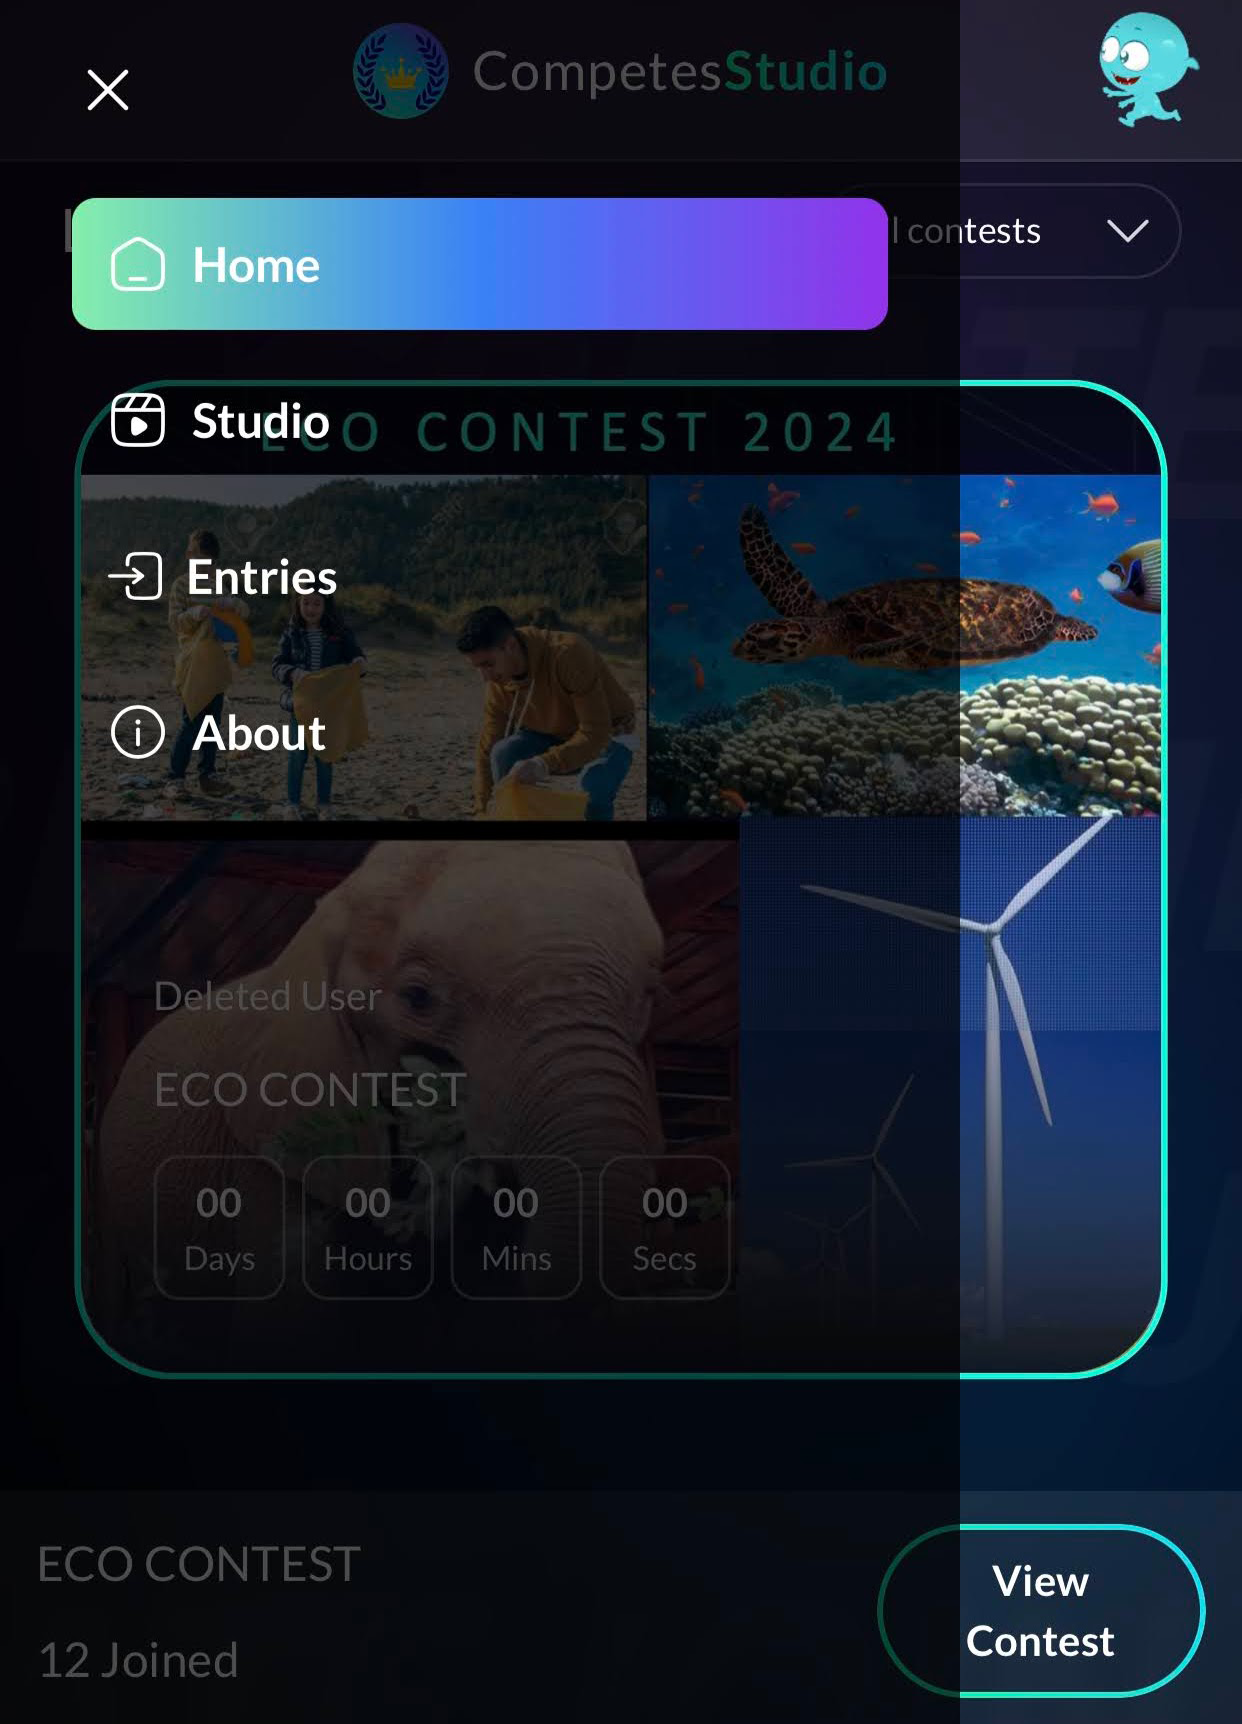 CompetesStudio
Home
l contests
Studio
ECO CONTEST 2024
Entries
About
Deleted User
ECO CONTEST
00 00 00 00
Days Hours Mins Secs
ECO CONTEST
12 Joined
View
Contest